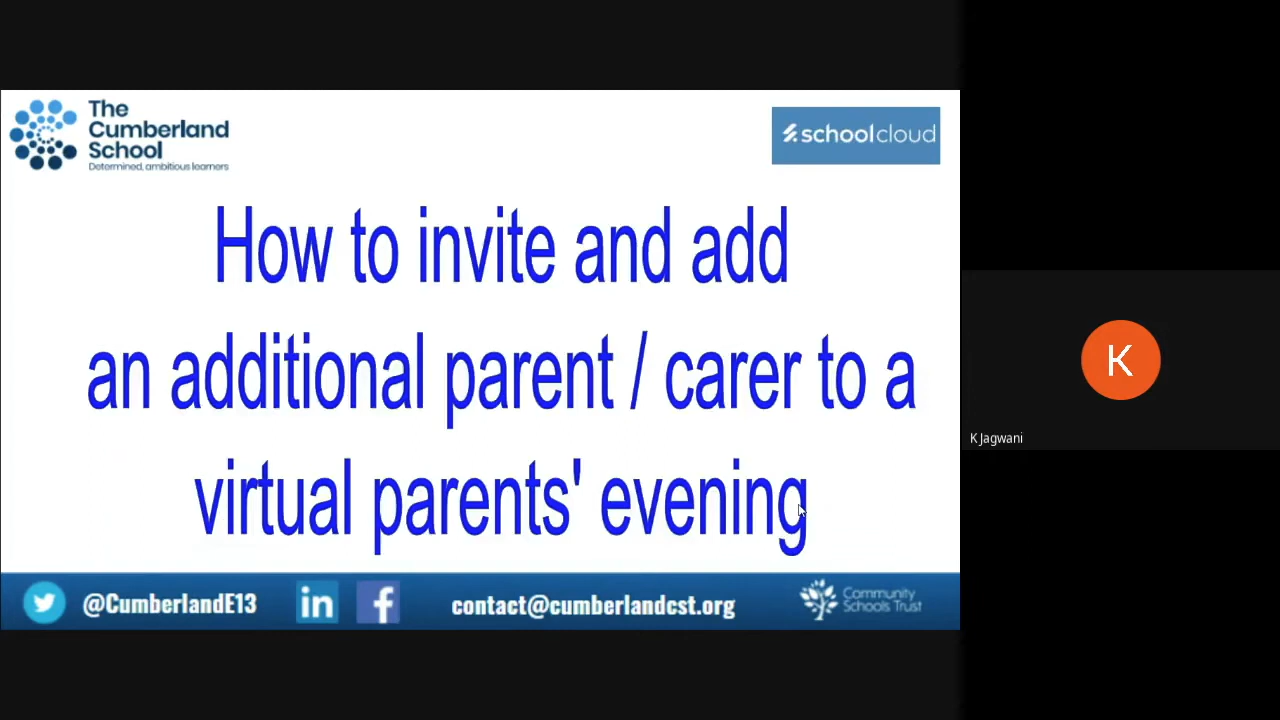 The
Cumberland
School
Determined, ambitious learners
schoolcloud
How to invite and add
an additional parent / carer to a
virtual parents' evening
K
K Jagwani
@CumberlandE13
in
f
contact@cumberlandcst.org
Community
Schools Trust